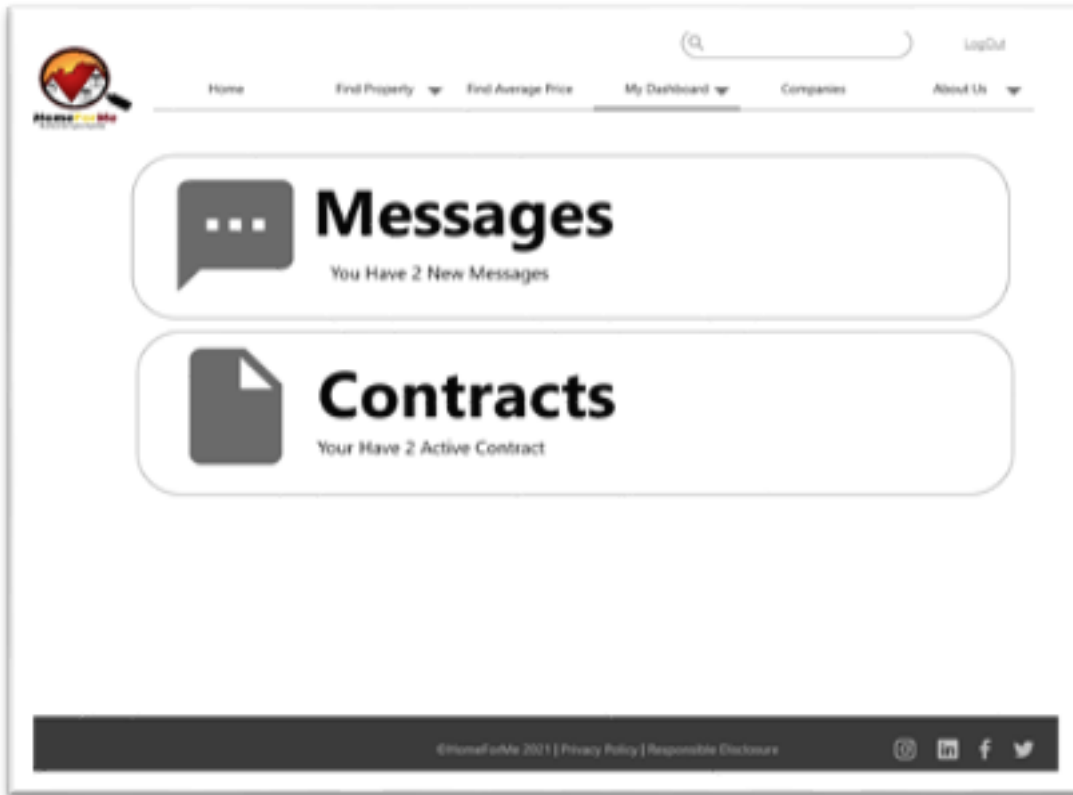 LogOut
Home Find Property Find Average Price My Dashboard Companies About Us
HomeForMe
Messages
You Have 2 New Messages
Contracts
Your Have 2 Active Contract
©HomeForMe 2021 | Privacy Policy | Responsible Disclosure